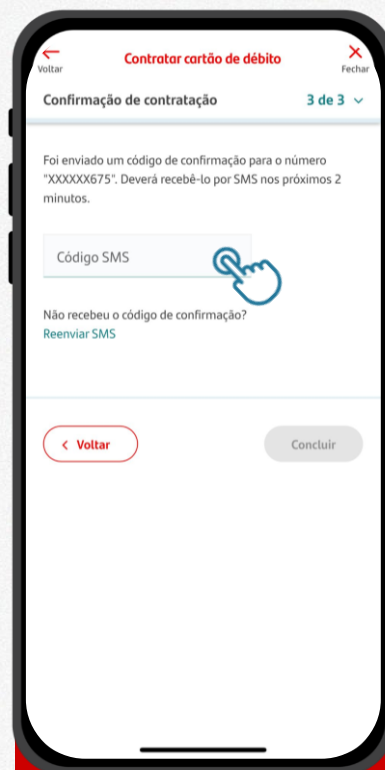 Voltar
Contratar cartão de débito
Fechar
Confirmação de contratação
3 de 3
Foi enviado um código de confirmação para o número
"XXXXXX675". Deverá recebê-lo por SMS nos próximos 2
minutos.
Código SMS
Não recebeu o código de confirmação?
Reenviar SMS
Voltar
Concluir